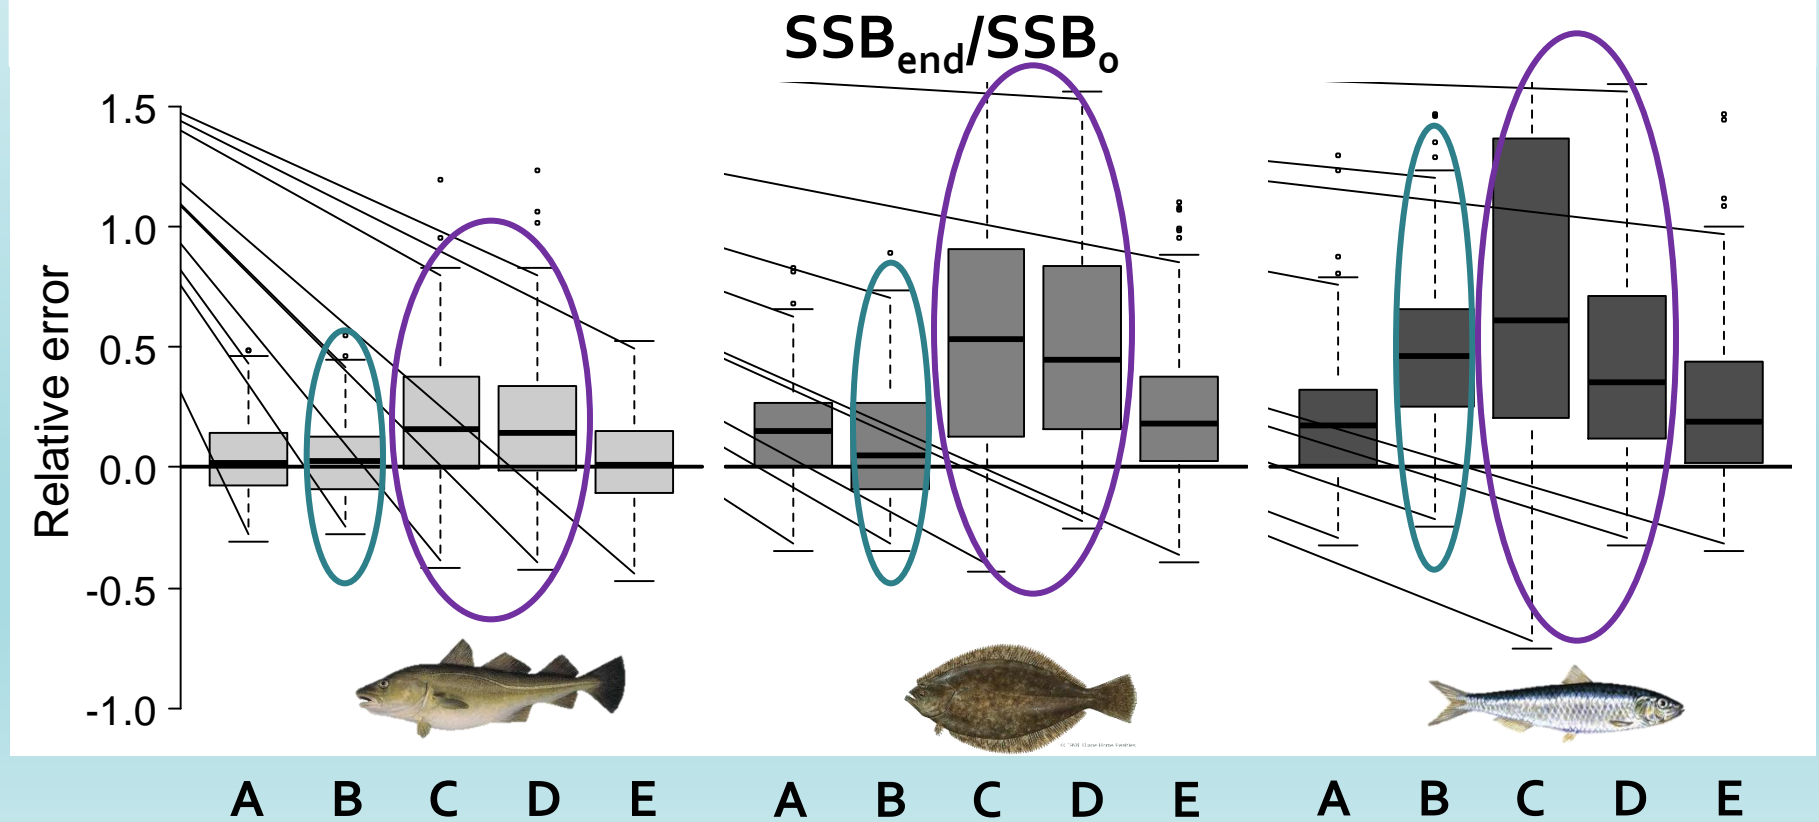 SSBend/SSBo
1.5
1.0
0.5
0.0
-0.5
-1.0
Relative error
A B C D E
A B C D E
A B C D E